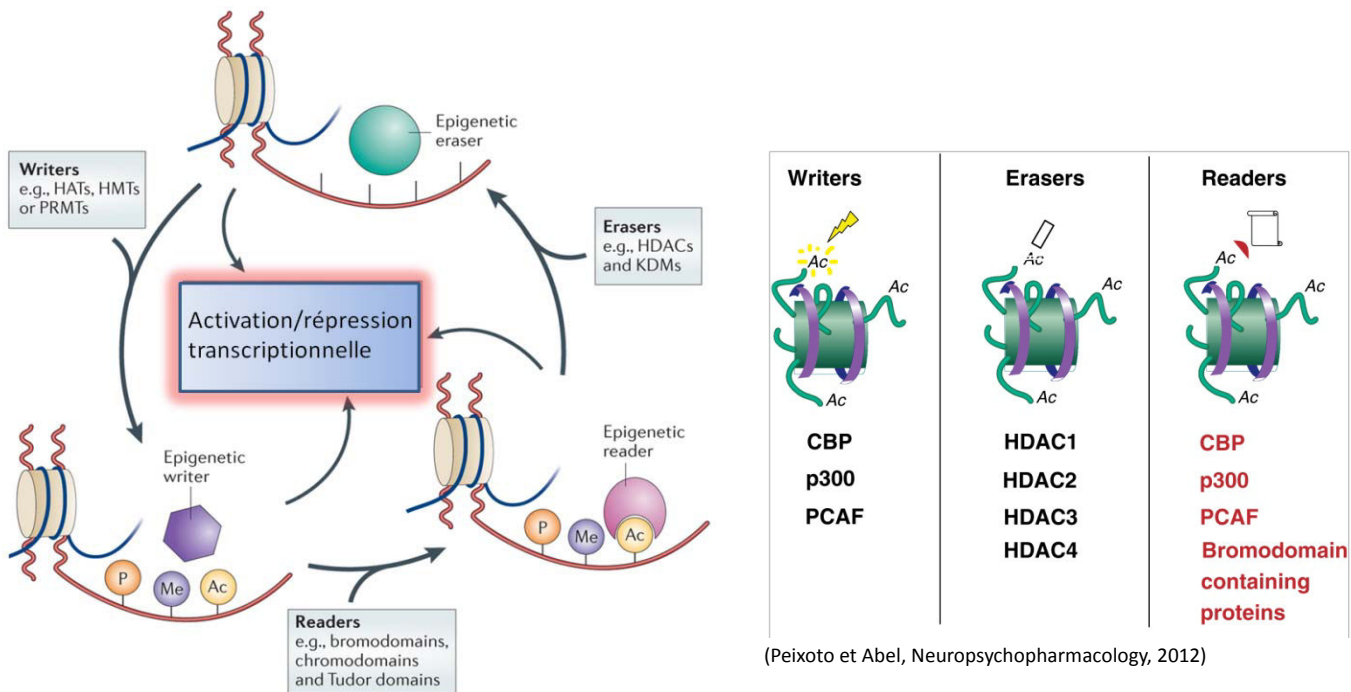 Epigenetic
eraser
Writers
e.g., HATs, HMTs
or PRMTs
Erasers
e.g., HDACs
and KDMs
Activation/répression
transcriptionnelle
Epigenetic
writer
P
Me
Ac
Epigenetic
reader
P
Me
Ac
Readers
e.g., bromodomains,
chromodomains
and Tudor domains
Writers
Erasers
Readers
Ac
Ac
Ac
Ac
Ac
Ac
Ac
Ac
Ac
CBP
p300
PCAF
HDAC1
HDAC2
HDAC3
HDAC4
CBP
p300
PCAF
Bromodomain
containing
proteins
(Peixoto et Abel, Neuropsychopharmacology, 2012)